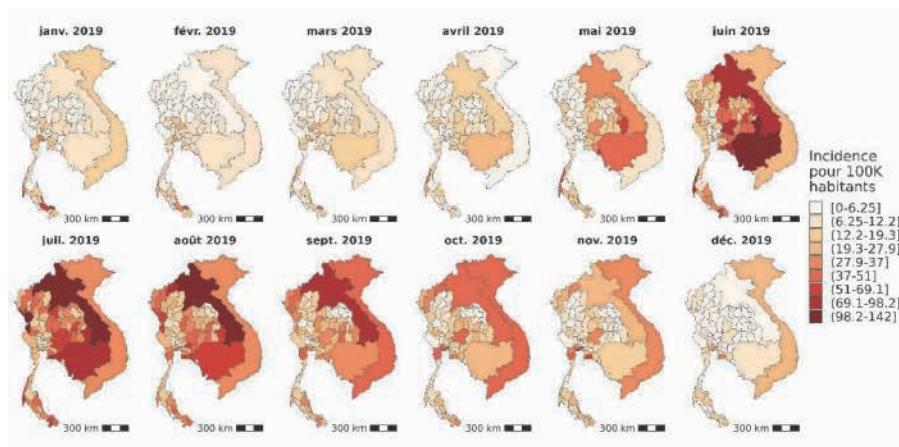 janv. 2019
févr. 2019
mars 2019
avril 2019
mai 2019
juin 2019
300 km
300 km
300 km
300 km
300 km
300 km
Incidence
pour 100K
habitants
[0-6.25]
(6.25-12.2]
(12.2-19.3]
(19.3-27.9]
(27.9-37]
(37-51]
(51-69.1]
(69.1-98.2]
(98.2-142]
juil. 2019
août 2019
sept. 2019
oct. 2019
nov. 2019
déc. 2019
300 km
300 km
300 km
300 km
300 km
300 km